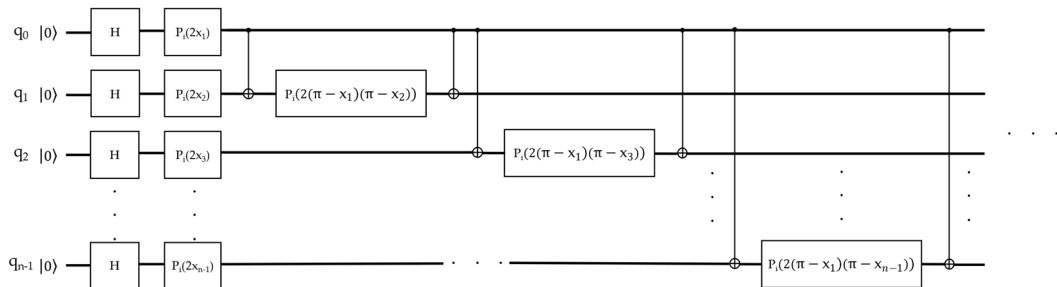 q₀ |0⟩ H Pᵢ(2x₁)
q₁ |0⟩ H Pᵢ(2x₂) Pᵢ(2(π − x₁)(π − x₂))
q₂ |0⟩ H Pᵢ(2x₃) Pᵢ(2(π − x₁)(π − x₃))
qₙ₋₁ |0⟩ H Pᵢ(2xₙ₋₁) Pᵢ(2(π − x₁)(π − xₙ₋₁))